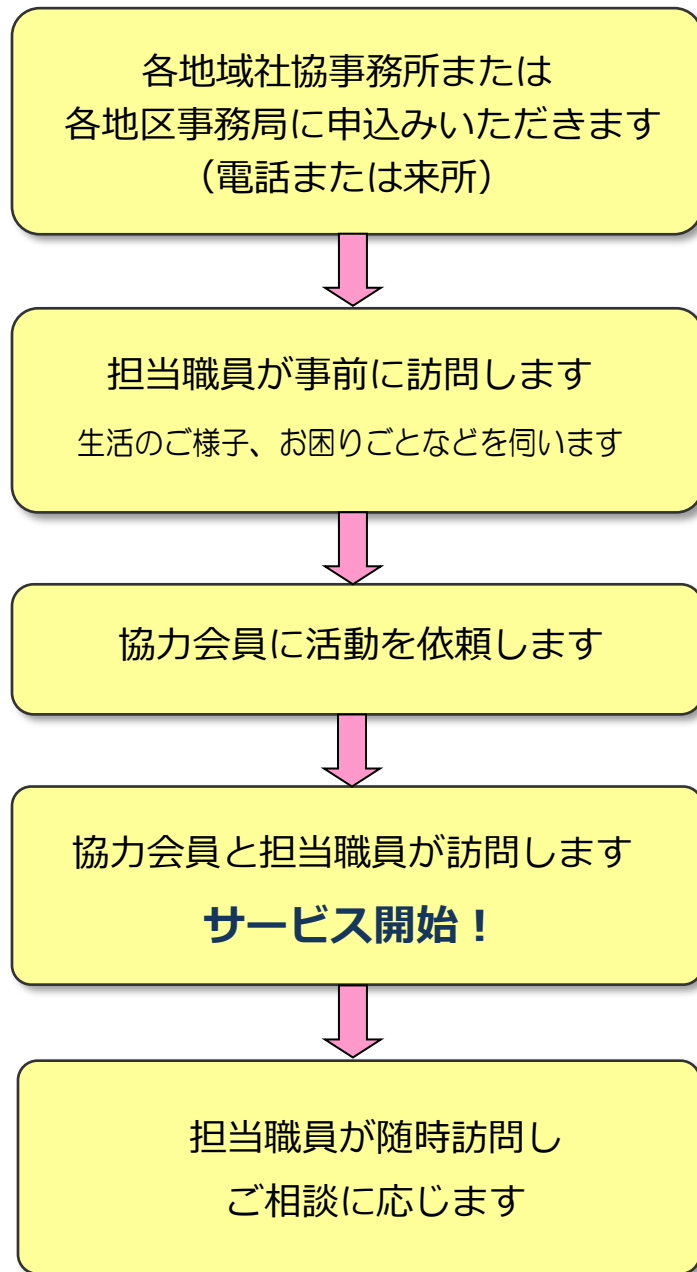 各地域社協事務所または
各地区事務局に申込みいただきます
（電話または来所）
担当職員が事前に訪問します
生活のご様子、お困りごとなどを伺います
協力会員に活動を依頼します
協力会員と担当職員が訪問します
サービス開始！
担当職員が随時訪問し
ご相談に応じます